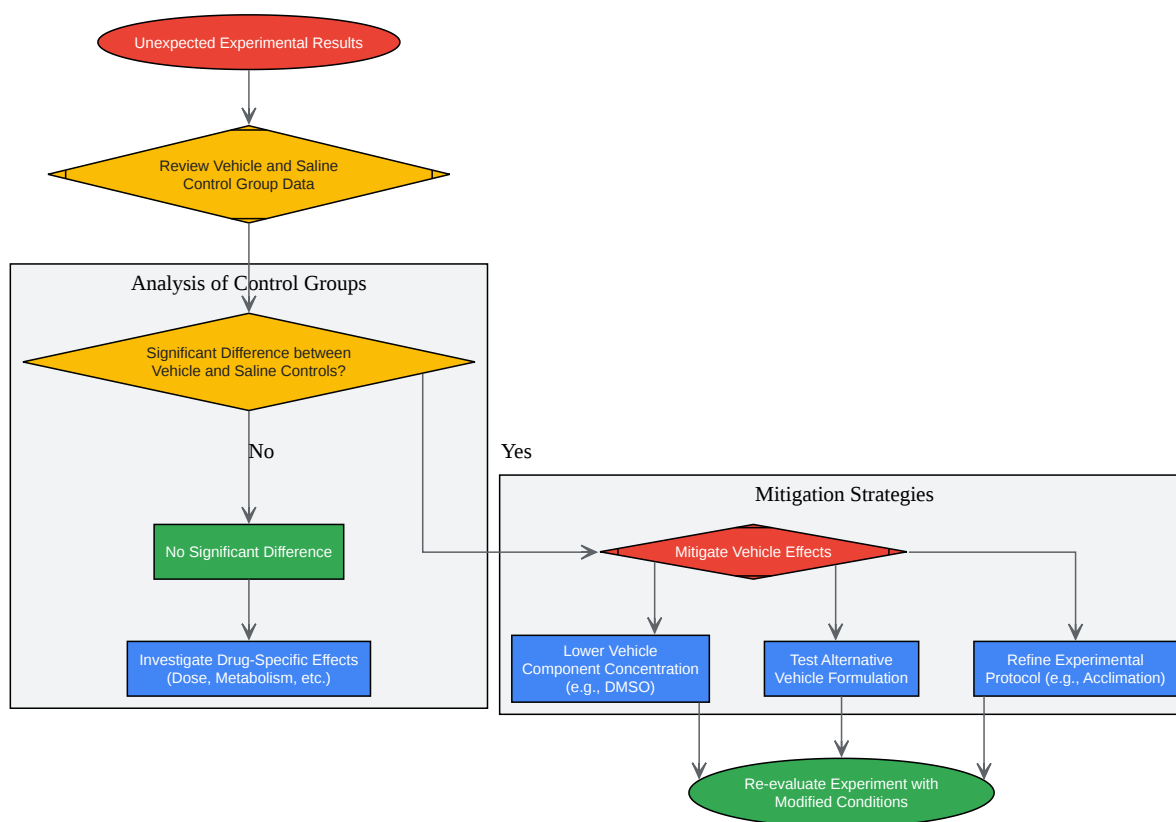 Unexpected Experimental Results
Review Vehicle and Saline
Control Group Data
Analysis of Control Groups
Significant Difference between
Vehicle and Saline Controls?
No
Yes
No Significant Difference
Investigate Drug-Specific Effects
(Dose, Metabolism, etc.)
Mitigation Strategies
Mitigate Vehicle Effects
Lower Vehicle
Component Concentration
(e.g., DMSO)
Test Alternative
Vehicle Formulation
Refine Experimental
Protocol (e.g., Acclimation)
Re-evaluate Experiment with
Modified Conditions